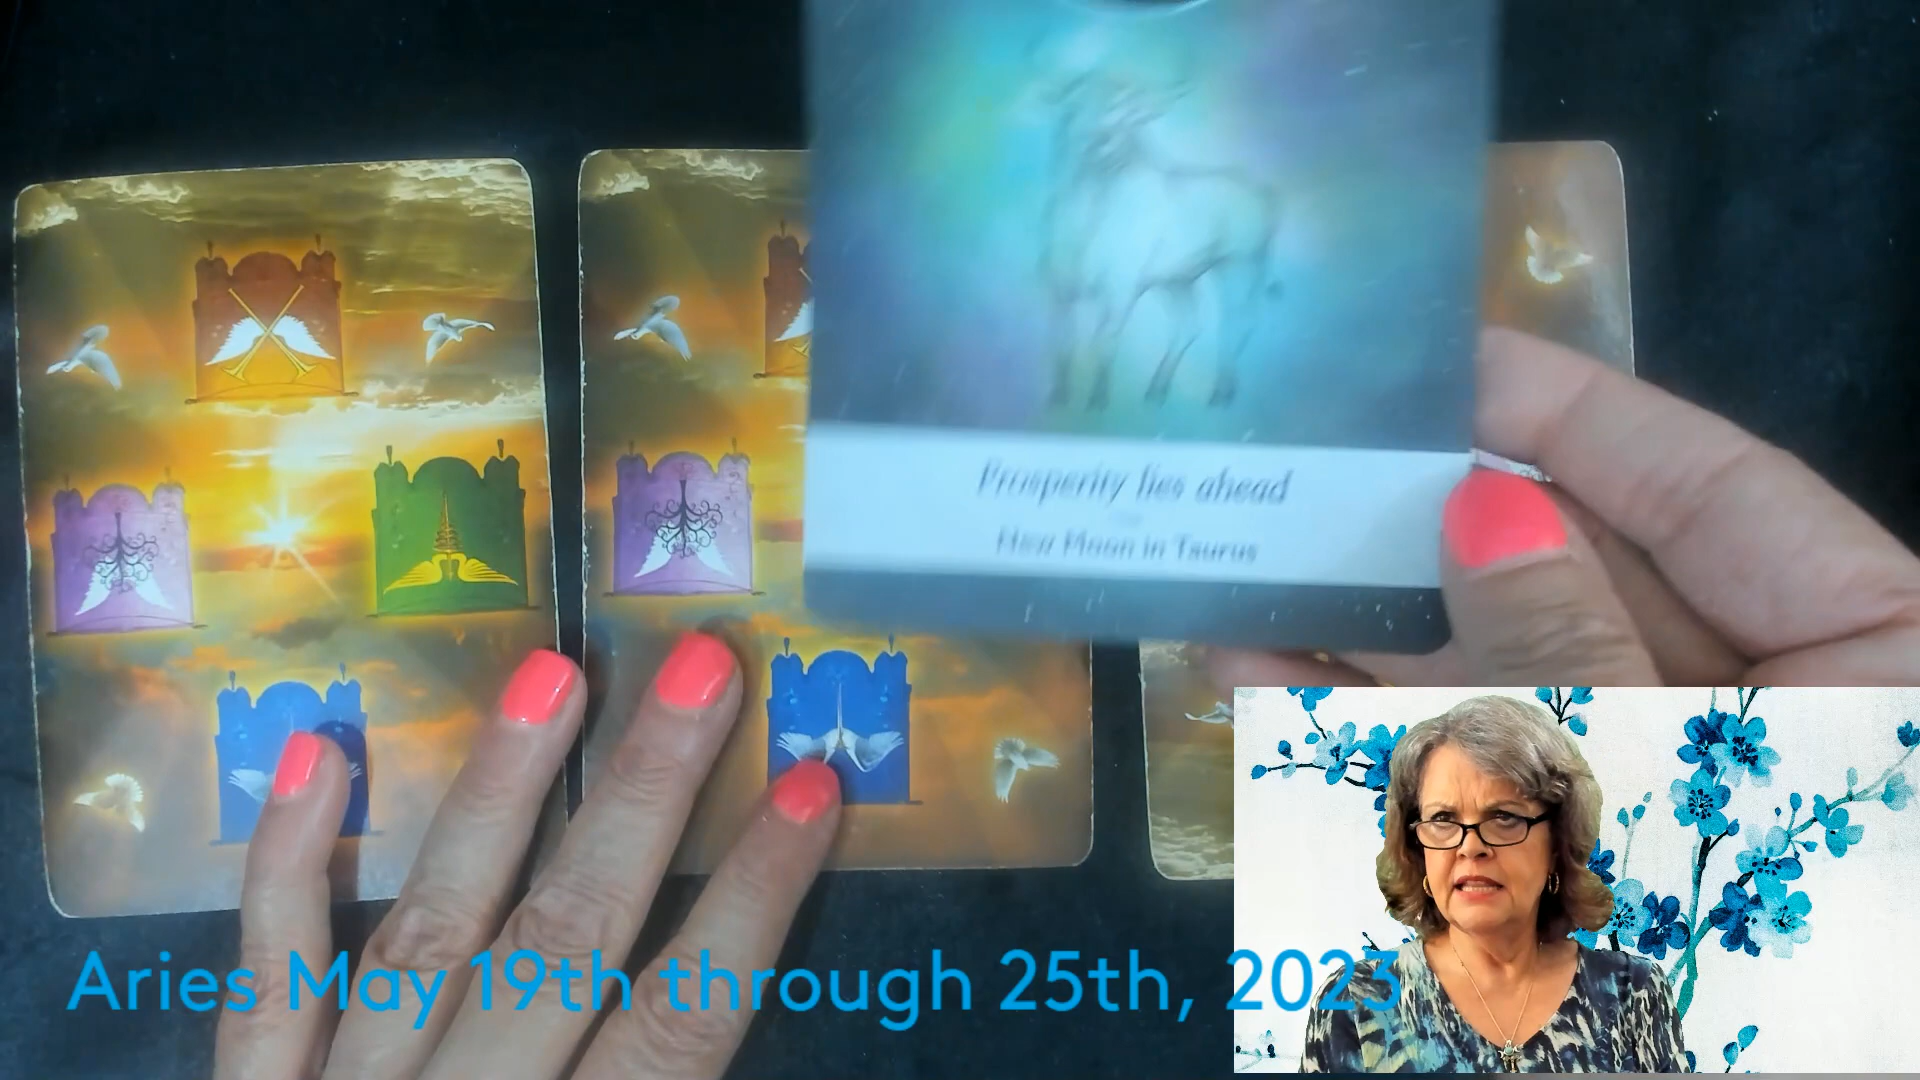 Prosperity lies ahead
New Moon in Taurus
Aries May 19th through 25th, 2023